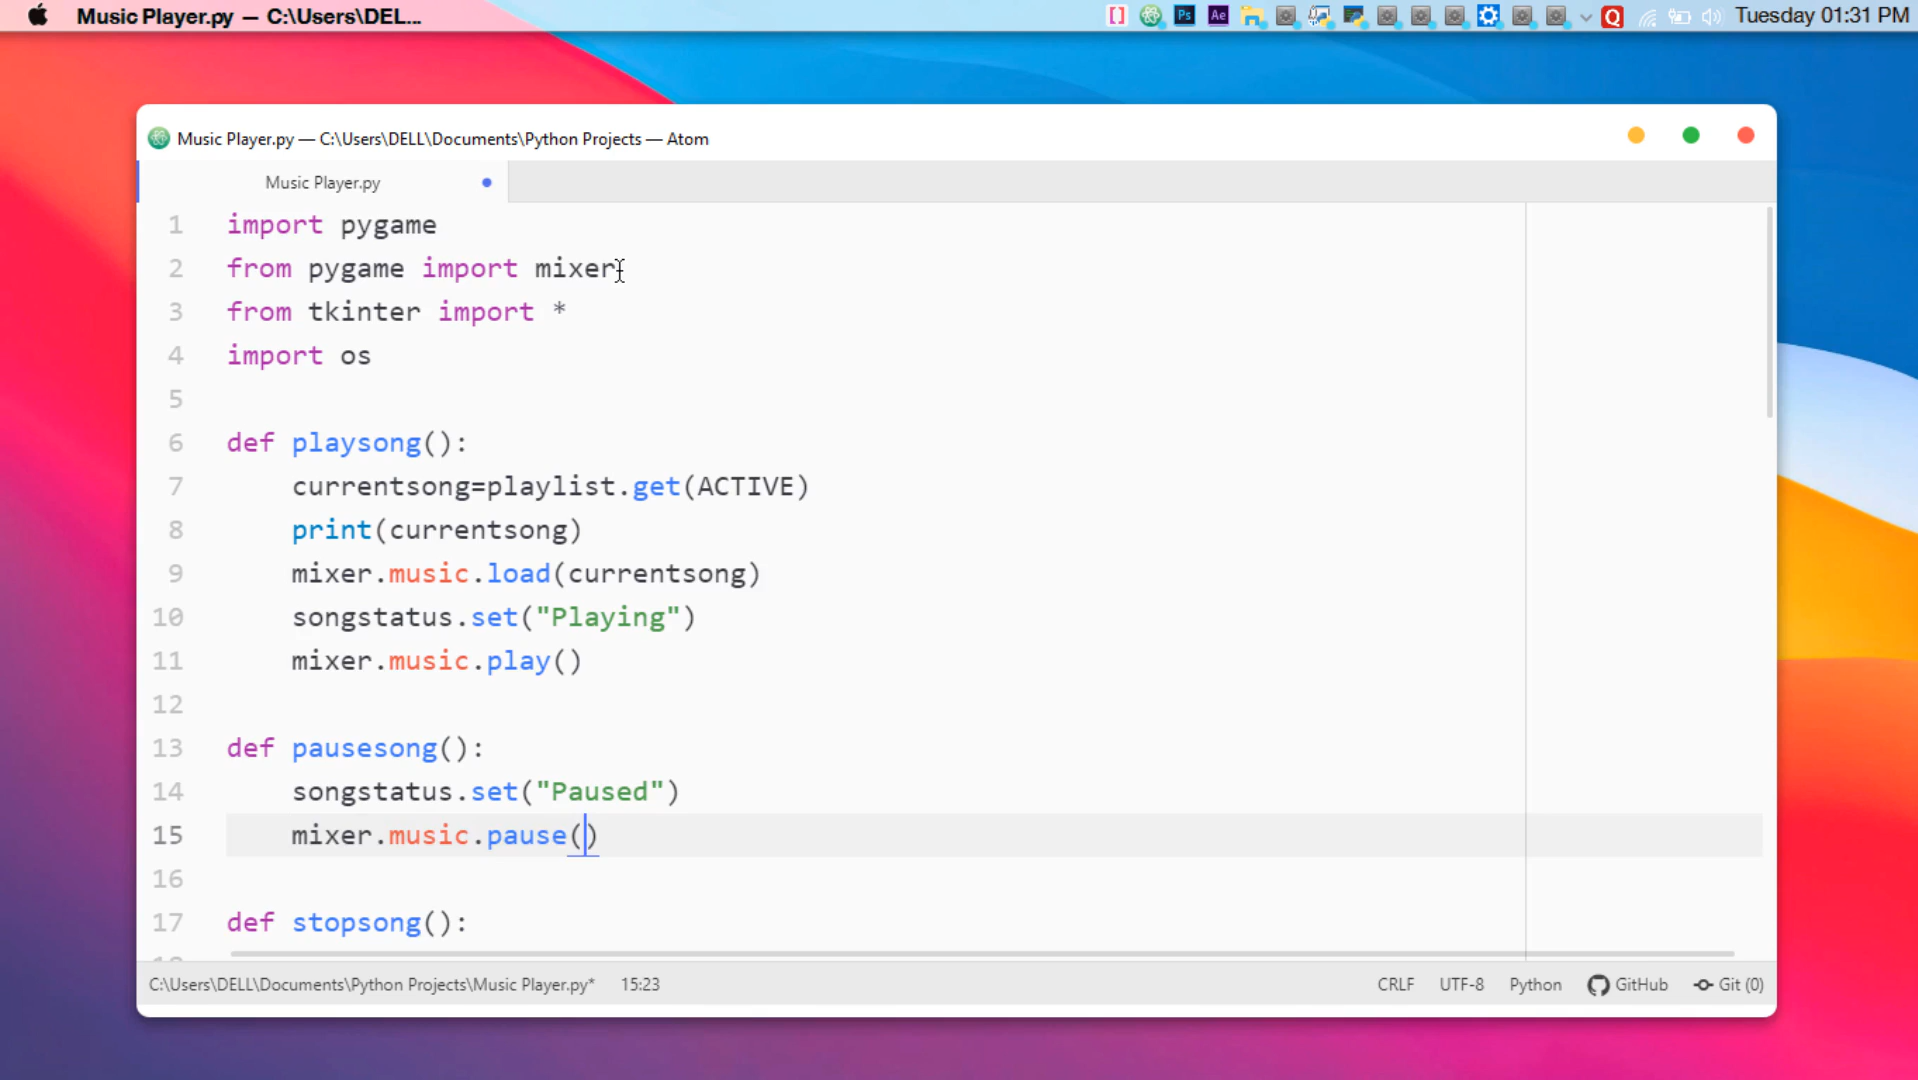 Music Player.py — C:\Users\DEL...
Ps Ae Q Tuesday 01:31 PM
Music Player.py — C:\Users\DELL\Documents\Python Projects — Atom
Music Player.py
1 import pygame
2 from pygame import mixer
3 from tkinter import *
4 import os
5
6 def playsong():
7 currentsong=playlist.get(ACTIVE)
8 print(currentsong)
9 mixer.music.load(currentsong)
10 songstatus.set("Playing")
11 mixer.music.play()
12
13 def pausesong():
14 songstatus.set("Paused")
15 mixer.music.pause()
16
17 def stopsong():
C:\Users\DELL\Documents\Python Projects\Music Player.py* 15:23 CRLF UTF-8 Python GitHub Git (0)